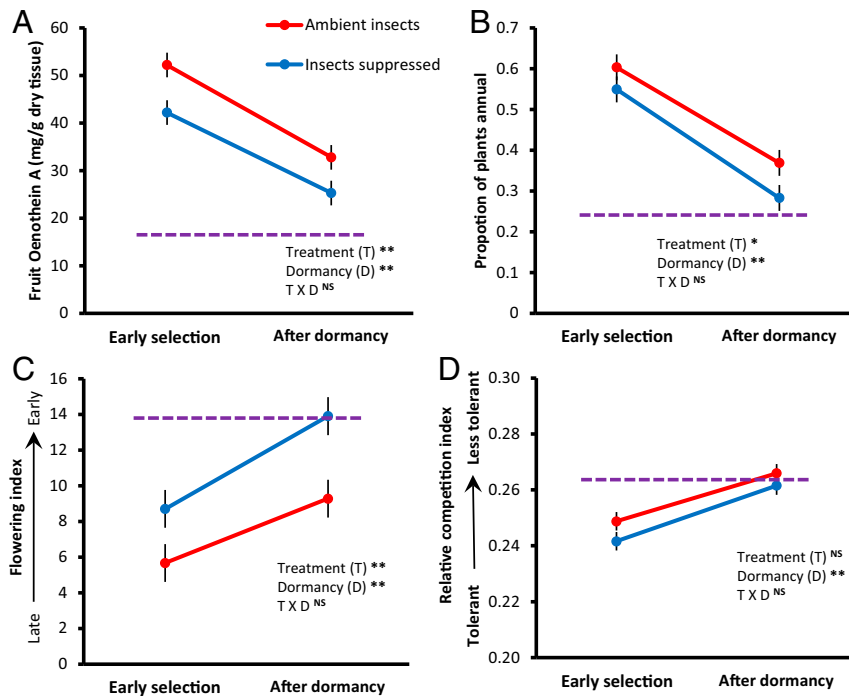 A
Fruit Oenothein A (mg/g dry tissue)
60
50
40
30
20
10
0
Ambient insects
Insects suppressed
Treatment (T) **
Dormancy (D) **
T X D NS
Early selection
After dormancy
B
Propotion of plants annual
0.7
0.6
0.5
0.4
0.3
0.2
0.1
0
Treatment (T) *
Dormancy (D) **
T X D NS
Early selection
After dormancy
C
Flowering index
Late
Early
16
14
12
10
8
6
4
2
0
Treatment (T) **
Dormancy (D) **
T X D NS
Early selection
After dormancy
D
Relative competition index
Tolerant
Less tolerant
0.30
0.28
0.26
0.24
0.22
0.20
Treatment (T) NS
Dormancy (D) **
T X D NS
Early selection
After dormancy